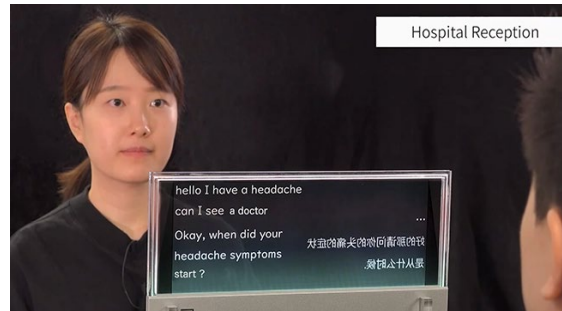 Hospital Reception
hello I have a headache
can I see a doctor
Okay, when did your
headache symptoms
start ?
...
好的那请问你的头痛的症状
是从什么时候.